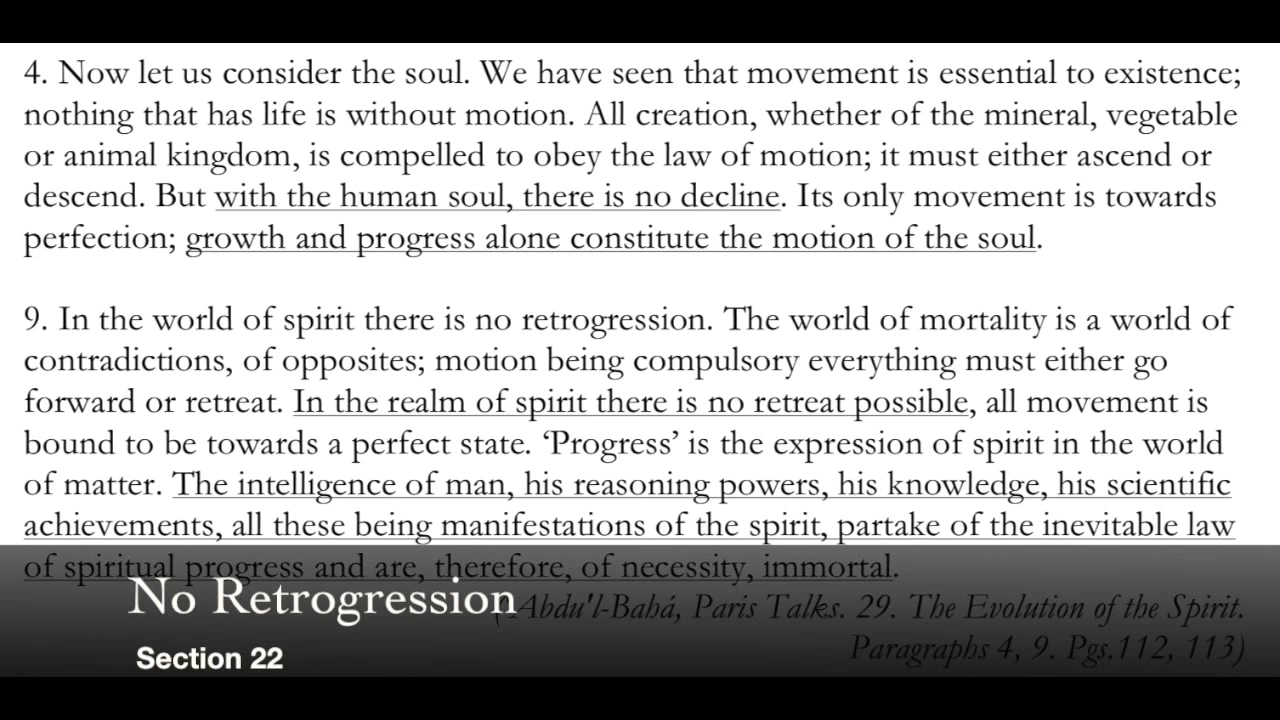 4. Now let us consider the soul. We have seen that movement is essential to existence;
nothing that has life is without motion. All creation, whether of the mineral, vegetable
or animal kingdom, is compelled to obey the law of motion; it must either ascend or
descend. But with the human soul, there is no decline. Its only movement is towards
perfection; growth and progress alone constitute the motion of the soul.
9. In the world of spirit there is no retrogression. The world of mortality is a world of
contradictions, of opposites; motion being compulsory everything must either go
forward or retreat. In the realm of spirit there is no retreat possible, all movement is
bound to be towards a perfect state. ‘Progress’ is the expression of spirit in the world
of matter. The intelligence of man, his reasoning powers, his knowledge, his scientific
achievements, all these being manifestations of the spirit, partake of the inevitable law
of spiritual progress and are, therefore, of necessity, immortal.
(‘Abdu'l-Bahá, Paris Talks. 29. The Evolution of the Spirit.
Paragraphs 4, 9. Pgs.112, 113)
No Retrogression
Section 22